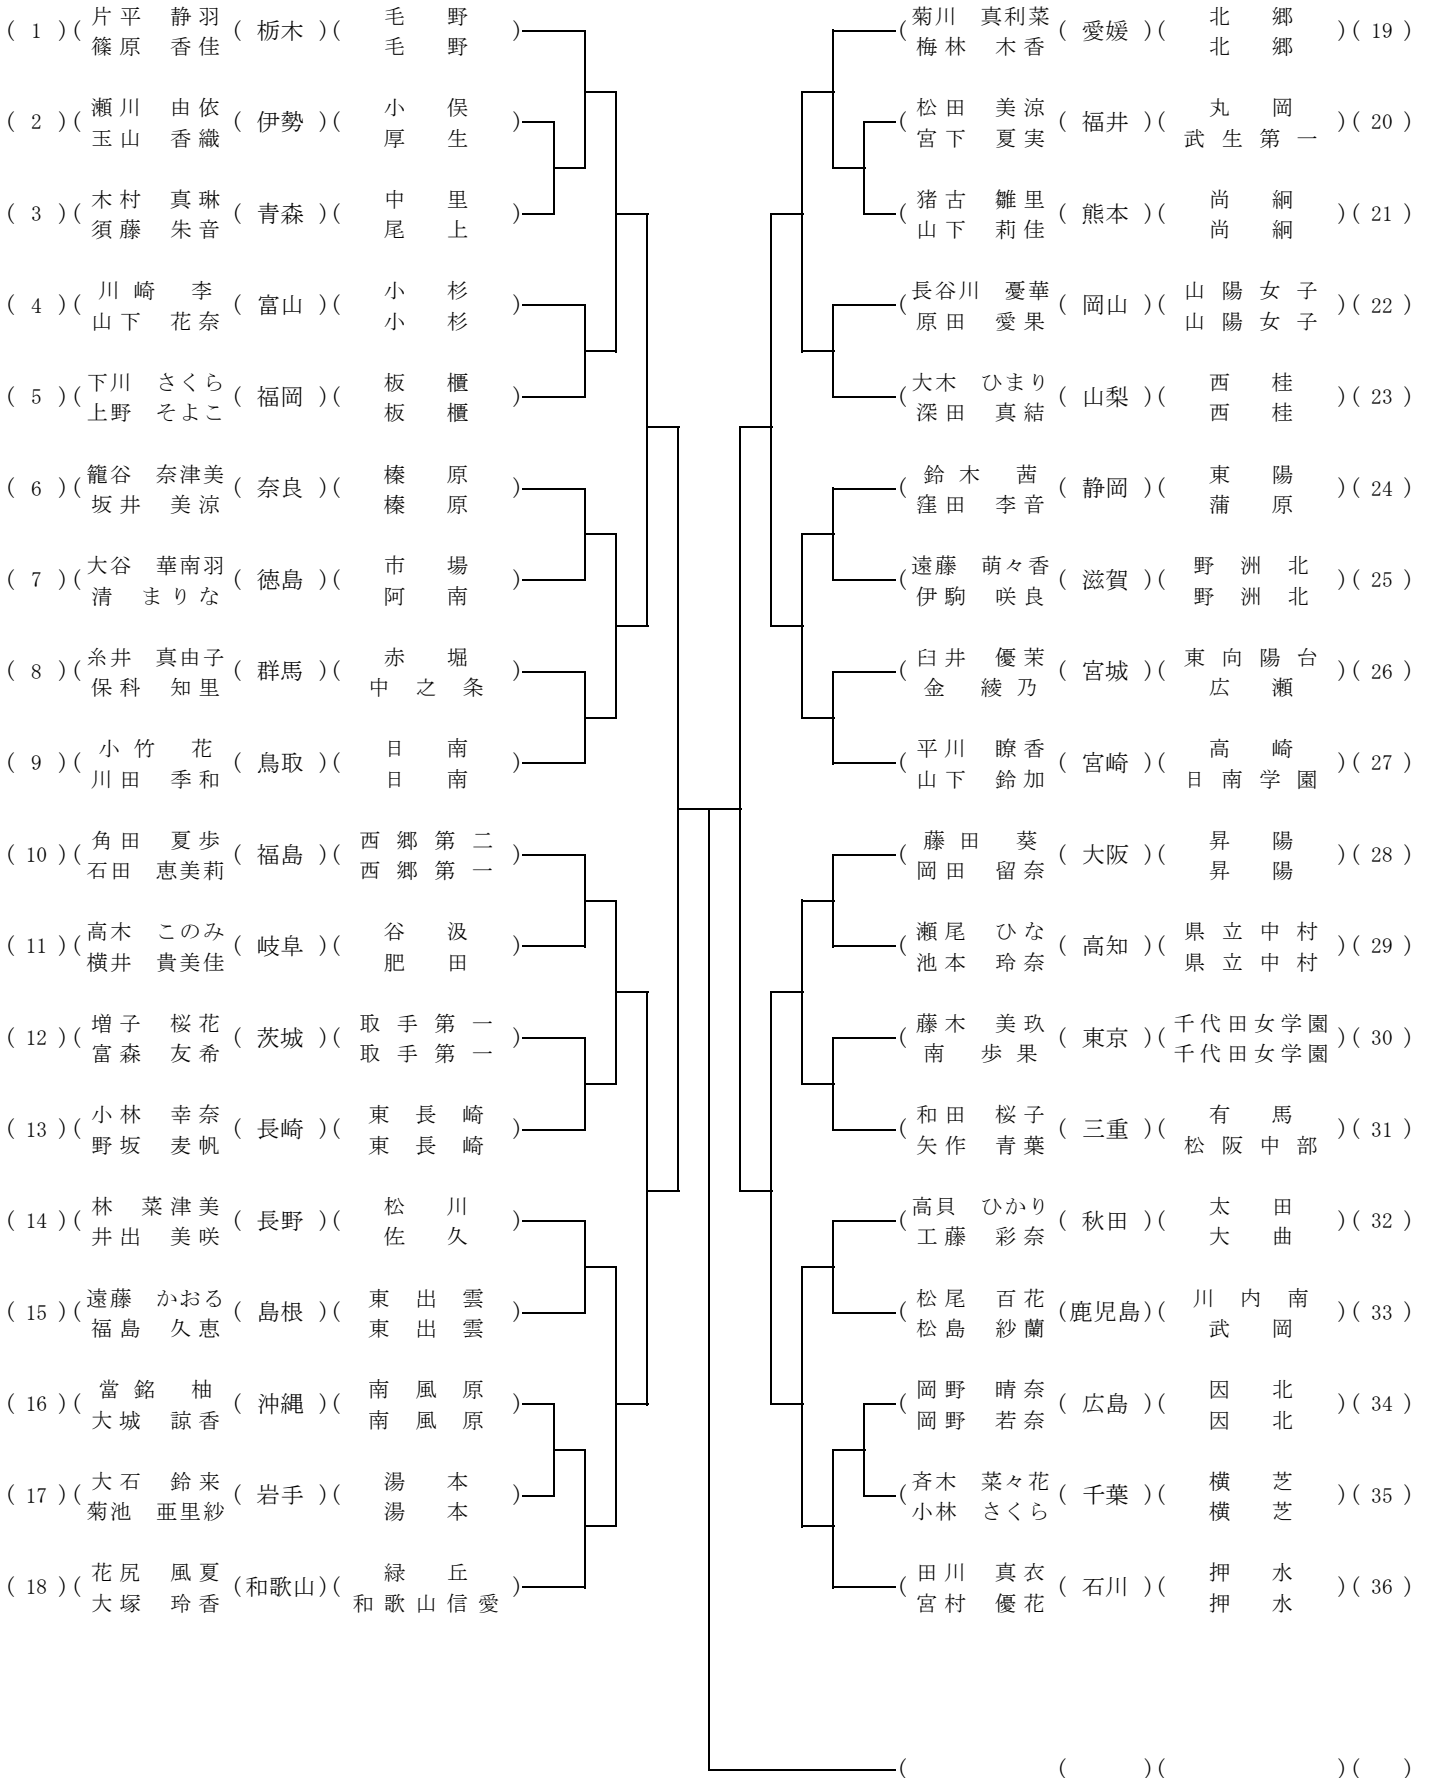 ( 1 )( 片平 静羽 ( 栃木 )( 毛野 )
篠原 香佳 毛野
( 2 )( 瀬川 由依 ( 伊勢 )( 小俣 )
玉山 香織 厚生
( 3 )( 木村 真琳 ( 青森 )( 中里 )
須藤 朱音 尾上
( 4 )( 川崎 李 ( 富山 )( 小杉 )
山下 花奈 小杉
( 5 )( 下川 さくら ( 福岡 )( 板櫃 )
上野 そよこ 板櫃
( 6 )( 籠谷 奈津美 ( 奈良 )( 榛原 )
坂井 美涼 榛原
( 7 )( 大谷 華南羽 ( 徳島 )( 市場 )
清 まりな 阿南
( 8 )( 糸井 真由子 ( 群馬 )( 赤堀 )
保科 知里 中之条
( 9 )( 小竹 花 ( 鳥取 )( 日南 )
川田 季和 日南
( 10 )( 角田 夏歩 ( 福島 )( 西郷第二 )
石田 恵美莉 西郷第一
( 11 )( 高木 このみ ( 岐阜 )( 谷汲 )
横井 貴美佳 肥田
( 12 )( 増子 桜花 ( 茨城 )( 取手第一 )
富森 友希 取手第一
( 13 )( 小林 幸奈 ( 長崎 )( 東長崎 )
野坂 麦帆 東長崎
( 14 )( 林 菜津美 ( 長野 )( 松川 )
井出 美咲 佐久
( 15 )( 遠藤 かおる ( 島根 )( 東出雲 )
福島 久恵 東出雲
( 16 )( 當銘 柚 ( 沖縄 )( 南風原 )
大城 諒香 南風原
( 17 )( 大石 鈴来 ( 岩手 )( 湯本 )
菊池 亜里紗 湯本
( 18 )( 花尻 風夏 ( 和歌山 )( 緑丘 )
大塚 玲香 和歌山信愛
( 菊川 真利菜 ( 愛媛 )( 北郷 )( 19 )
梅林 木香 北郷
( 松田 美涼 ( 福井 )( 丸岡 )( 20 )
宮下 夏実 武生第一
( 猪古 雛里 ( 熊本 )( 尚絅 )( 21 )
山下 莉佳 尚絅
( 長谷川 憂華 ( 岡山 )( 山陽女子 )( 22 )
原田 愛果 山陽女子
( 大木 ひまり ( 山梨 )( 西桂 )( 23 )
深田 真結 西桂
( 鈴木 茜 ( 静岡 )( 東陽 )( 24 )
窪田 李音 蒲原
( 遠藤 萌々香 ( 滋賀 )( 野洲北 )( 25 )
伊駒 咲良 野洲北
( 臼井 優茉 ( 宮城 )( 東向陽台 )( 26 )
金 綾乃 広瀬
( 平川 瞭香 ( 宮崎 )( 高崎 )( 27 )
山下 鈴加 日南学園
( 藤田 葵 ( 大阪 )( 昇陽 )( 28 )
岡田 留奈 昇陽
( 瀬尾 ひな ( 高知 )( 県立中村 )( 29 )
池本 玲奈 県立中村
( 藤木 美玖 ( 東京 )( 千代田女学園 )( 30 )
南 歩果 千代田女学園
( 和田 桜子 ( 三重 )( 有馬 )( 31 )
矢作 青葉 松阪中部
( 高貝 ひかり ( 秋田 )( 太田 )( 32 )
工藤 彩奈 大曲
( 松尾 百花 ( 鹿児島 )( 川内南 )( 33 )
松島 紗蘭 武岡
( 岡野 晴奈 ( 広島 )( 因北 )( 34 )
岡野 若奈 因北
( 斉木 菜々花 ( 千葉 )( 横芝 )( 35 )
小林 さくら 横芝
( 田川 真衣 ( 石川 )( 押水 )( 36 )
宮村 優花 押水
( ( )( )( )